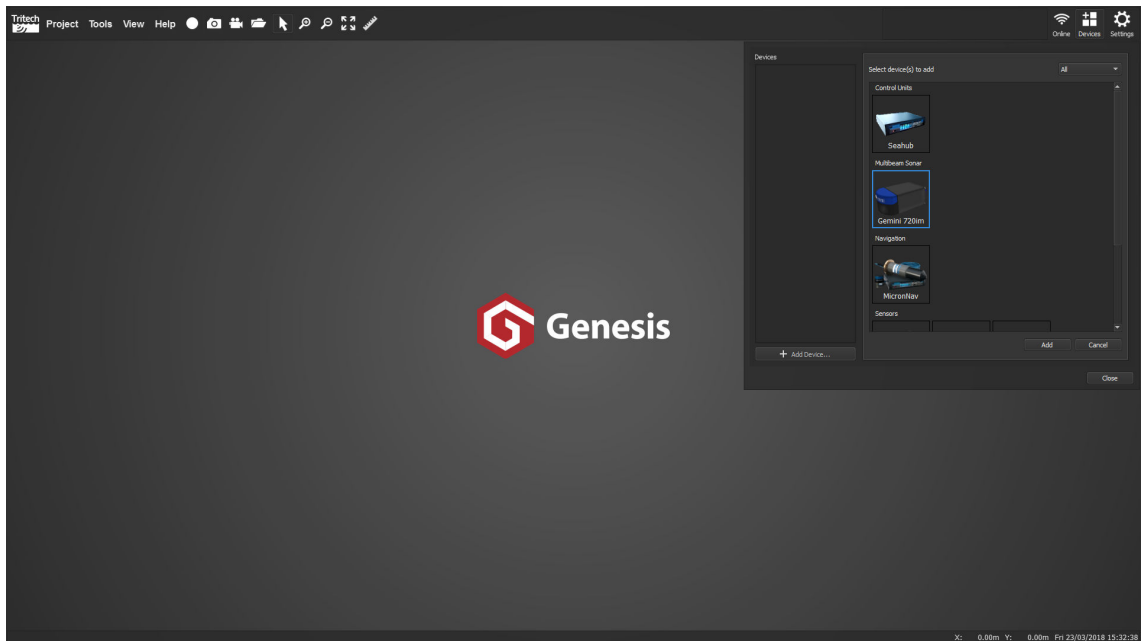 Tritech
Project Tools View Help
Online Devices Settings
Devices
Select device(s) to add
All
Control Units
Seahub
Multibeam Sonar
Gemini 720im
Navigation
MicronNav
Sensors
Add Cancel
+ Add Device...
Close
Genesis
X: 0.00m Y: 0.00m Fri 23/03/2018 15:32:38